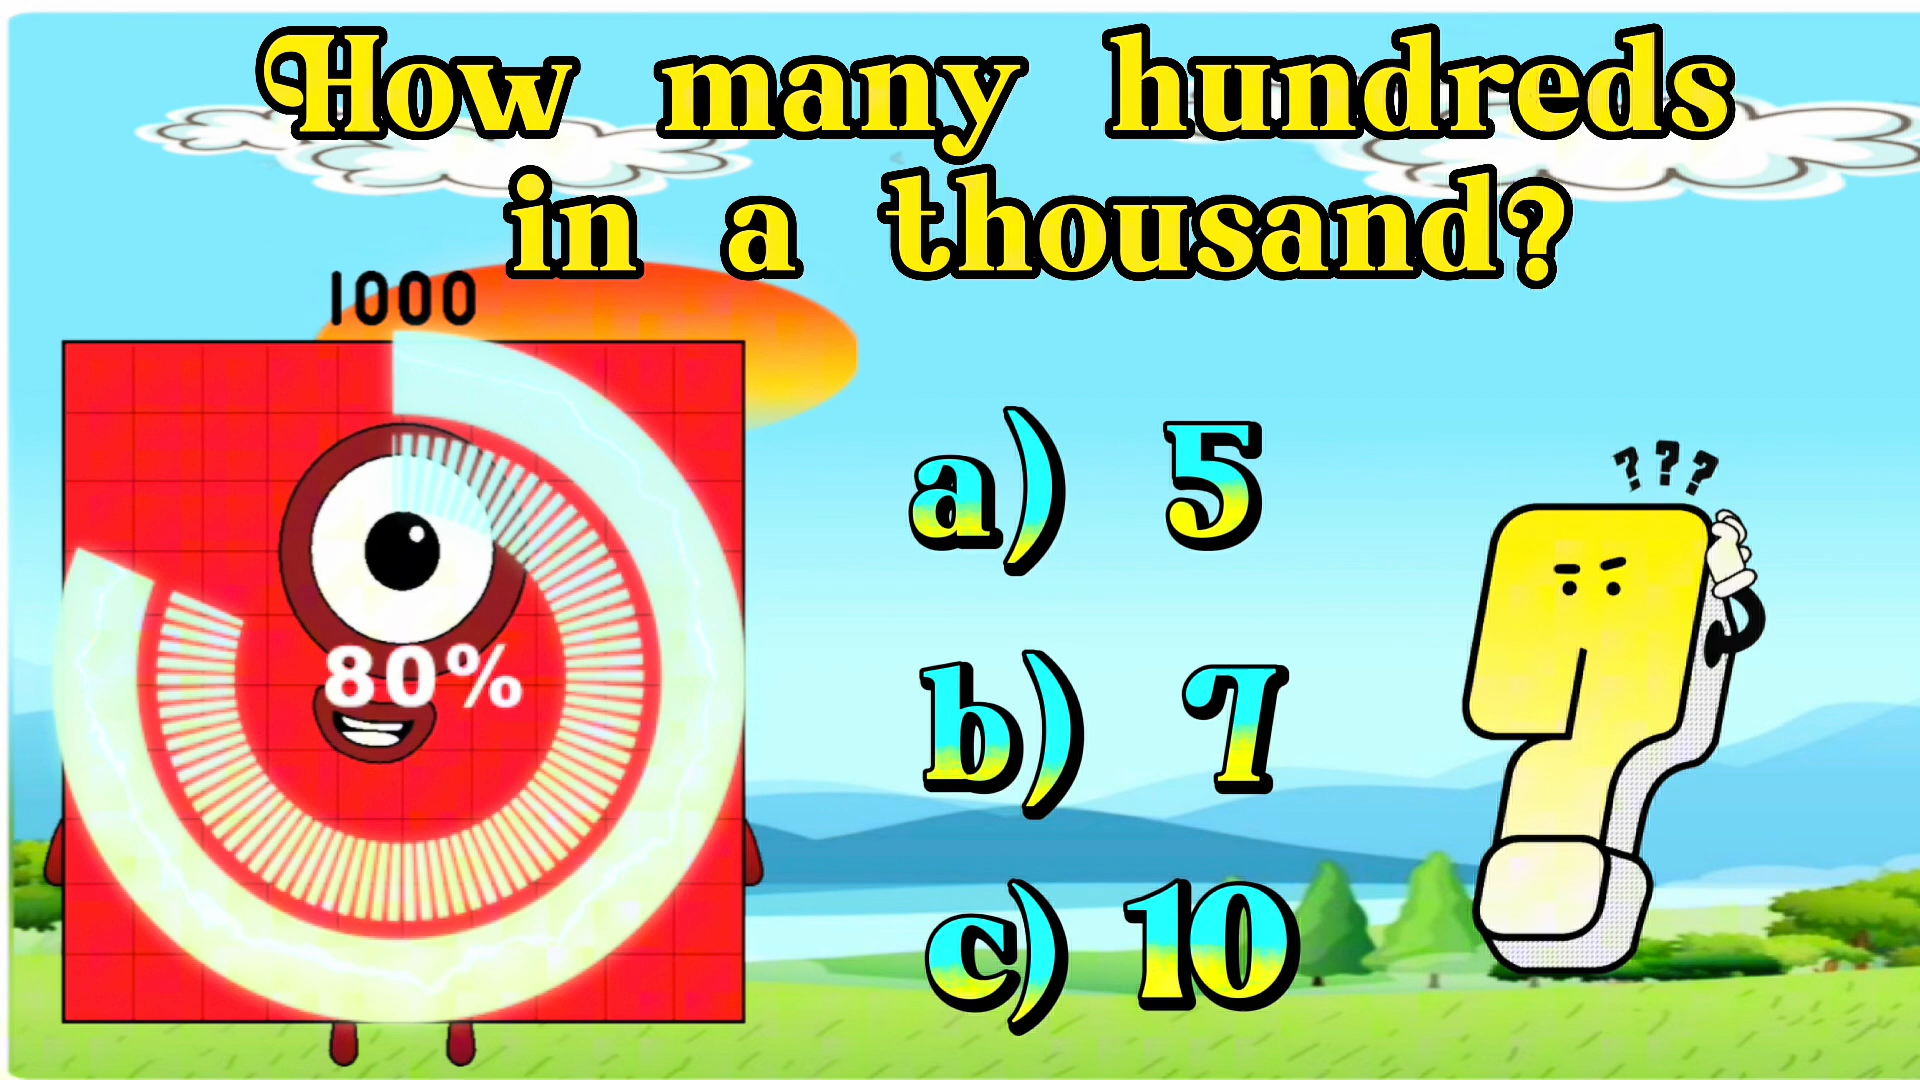 How many hundreds
in a thousand?
1000
a) 5
???
80%
b) 7
c) 10